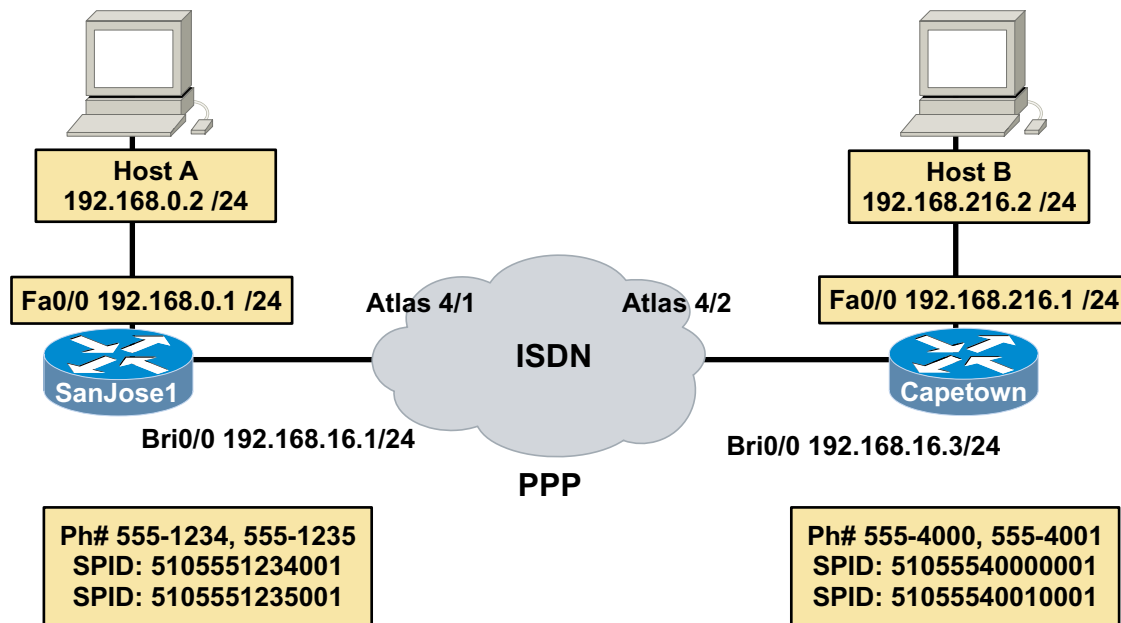 Host A
192.168.0.2 /24
Host B
192.168.216.2 /24
Fa0/0 192.168.0.1 /24
Atlas 4/1
Atlas 4/2
Fa0/0 192.168.216.1 /24
ISDN
SanJose1
Capetown
Bri0/0 192.168.16.1/24
Bri0/0 192.168.16.3/24
PPP
Ph# 555-1234, 555-1235
SPID: 5105551234001
SPID: 5105551235001
Ph# 555-4000, 555-4001
SPID: 51055540000001
SPID: 51055540010001